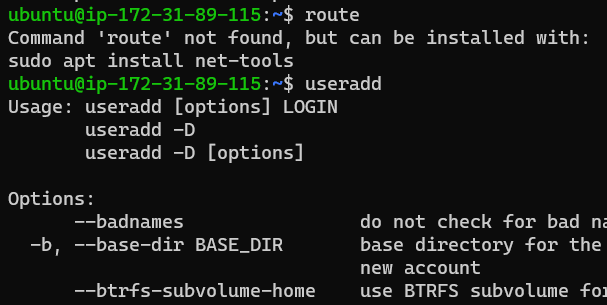 ubuntu@ip-172-31-89-115:~$ route
Command 'route' not found, but can be installed with:
sudo apt install net-tools
ubuntu@ip-172-31-89-115:~$ useradd
Usage: useradd [options] LOGIN
       useradd -D
       useradd -D [options]

Options:
      --badnames                do not check for bad
  -b, --base-dir BASE_DIR       base directory for the
                                new account
      --btrfs-subvolume-home    use BTRFS subvolume for